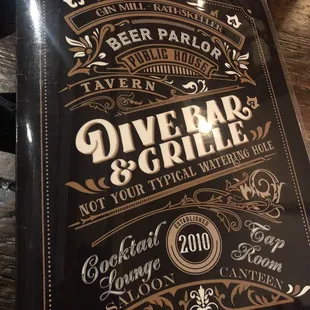 GIN MILL · RATHSKELLER
BEER PARLOR
PUBLIC HOUSE
TAVERN
DIVE BAR
& GRILLE
NOT YOUR TYPICAL WATERING HOLE
WOW
ESTABLISHED
2010
Cocktail
Lounge
Tap
Room
SALOON
CANTEEN